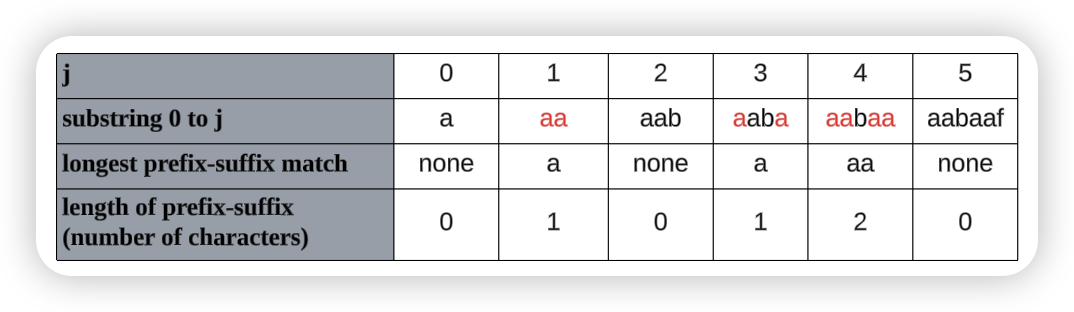 j 0 1 2 3 4 5
substring 0 to j a aa aab aaba aabaa aabaaf
longest prefix-suffix match none a none a aa none
length of prefix-suffix
(number of characters) 0 1 0 1 2 0